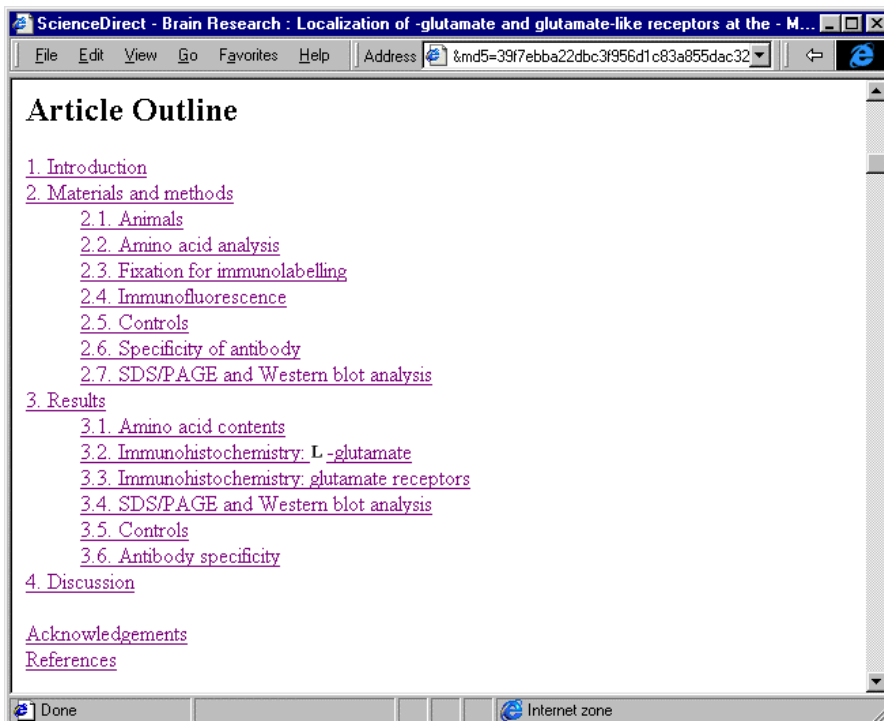 ScienceDirect - Brain Research : Localization of -glutamate and glutamate-like receptors at the - M...
File Edit View Go Favorites Help Address &md5=39f7ebba22dbc3f956d1c83a855dac32
Article Outline
1. Introduction
2. Materials and methods
2.1. Animals
2.2. Amino acid analysis
2.3. Fixation for immunolabelling
2.4. Immunofluorescence
2.5. Controls
2.6. Specificity of antibody
2.7. SDS/PAGE and Western blot analysis
3. Results
3.1. Amino acid contents
3.2. Immunohistochemistry: L -glutamate
3.3. Immunohistochemistry: glutamate receptors
3.4. SDS/PAGE and Western blot analysis
3.5. Controls
3.6. Antibody specificity
4. Discussion
Acknowledgements
References
Done Internet zone